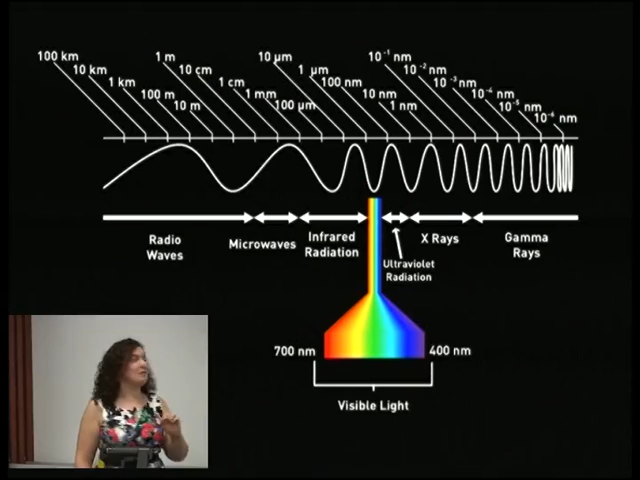 100 km
10 km
1 km
100 m
10 m
1 m
10 cm
1 cm
1 mm
100 µm
10 µm
1 µm
100 nm
10 nm
1 nm
10⁻¹ nm
10⁻² nm
10⁻³ nm
10⁻⁴ nm
10⁻⁵ nm
10⁻⁶ nm
Radio
Waves
Microwaves
Infrared
Radiation
Ultraviolet
Radiation
X Rays
Gamma
Rays
700 nm
400 nm
Visible Light